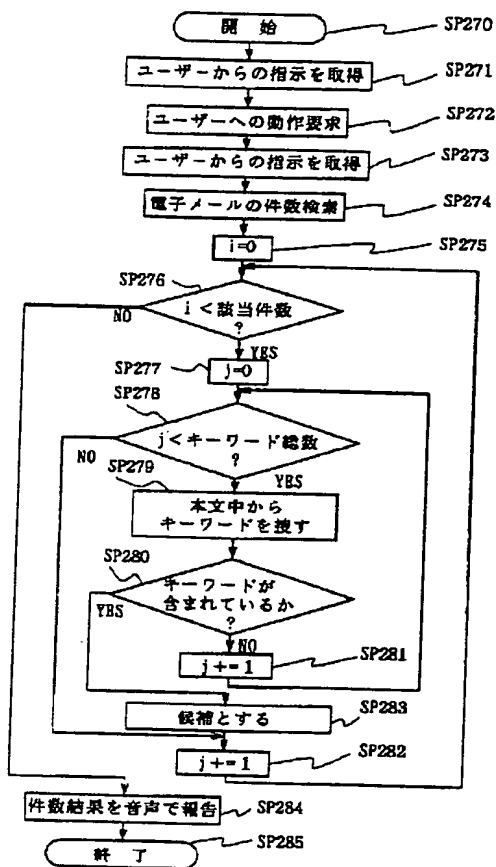 開始
SP270
ユーザーからの指示を取得
SP271
ユーザーへの動作要求
SP272
ユーザーからの指示を取得
SP273
電子メールの件数検索
SP274
i=0
SP275
SP276
i<該当件数
?
NO
YES
SP277
j=0
SP278
j<キーワード総数
?
NO
YES
SP279
本文中から
キーワードを捜す
SP280
キーワードが
含まれているか
?
YES
NO
j+=1
SP281
候補とする
SP283
j+=1
SP282
件数結果を音声で報告
SP284
終了
SP285